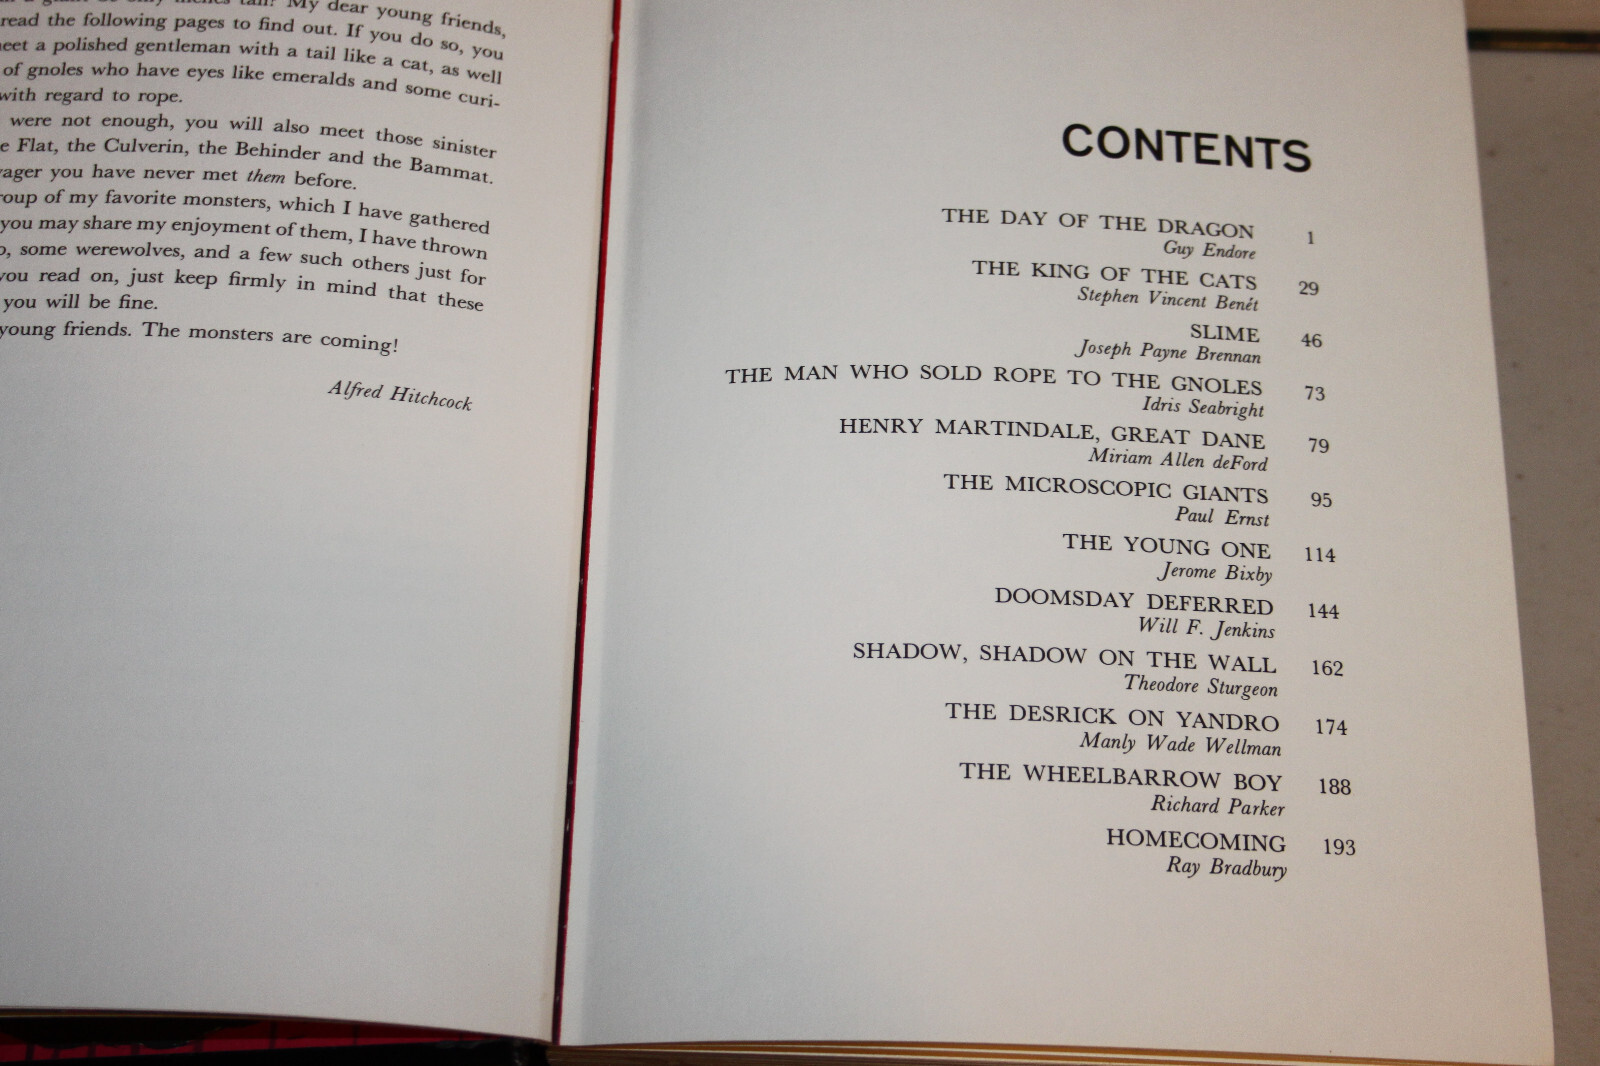 My dear young friends,
read the following pages to find out. If you do so, you
meet a polished gentleman with a tail like a cat, as well
of gnoles who have eyes like emeralds and some curi-
with regard to rope.
were not enough, you will also meet those sinister
Flat, the Culverin, the Behinder and the Bammat.
you have never met them before.
of my favorite monsters, which I have gathered
you may share my enjoyment of them, I have thrown
some werewolves, and a few such others just for
you read on, just keep firmly in mind that these
you will be fine.
young friends. The monsters are coming!
Alfred Hitchcock
CONTENTS
THE DAY OF THE DRAGON 1
Guy Endore
THE KING OF THE CATS 29
Stephen Vincent Benét
SLIME 46
Joseph Payne Brennan
THE MAN WHO SOLD ROPE TO THE GNOLES 73
Idris Seabright
HENRY MARTINDALE, GREAT DANE 79
Miriam Allen deFord
THE MICROSCOPIC GIANTS 95
Paul Ernst
THE YOUNG ONE 114
Jerome Bixby
DOOMSDAY DEFERRED 144
Will F. Jenkins
SHADOW, SHADOW ON THE WALL 162
Theodore Sturgeon
THE DESRICK ON YANDRO 174
Manly Wade Wellman
THE WHEELBARROW BOY 188
Richard Parker
HOMECOMING 193
Ray Bradbury